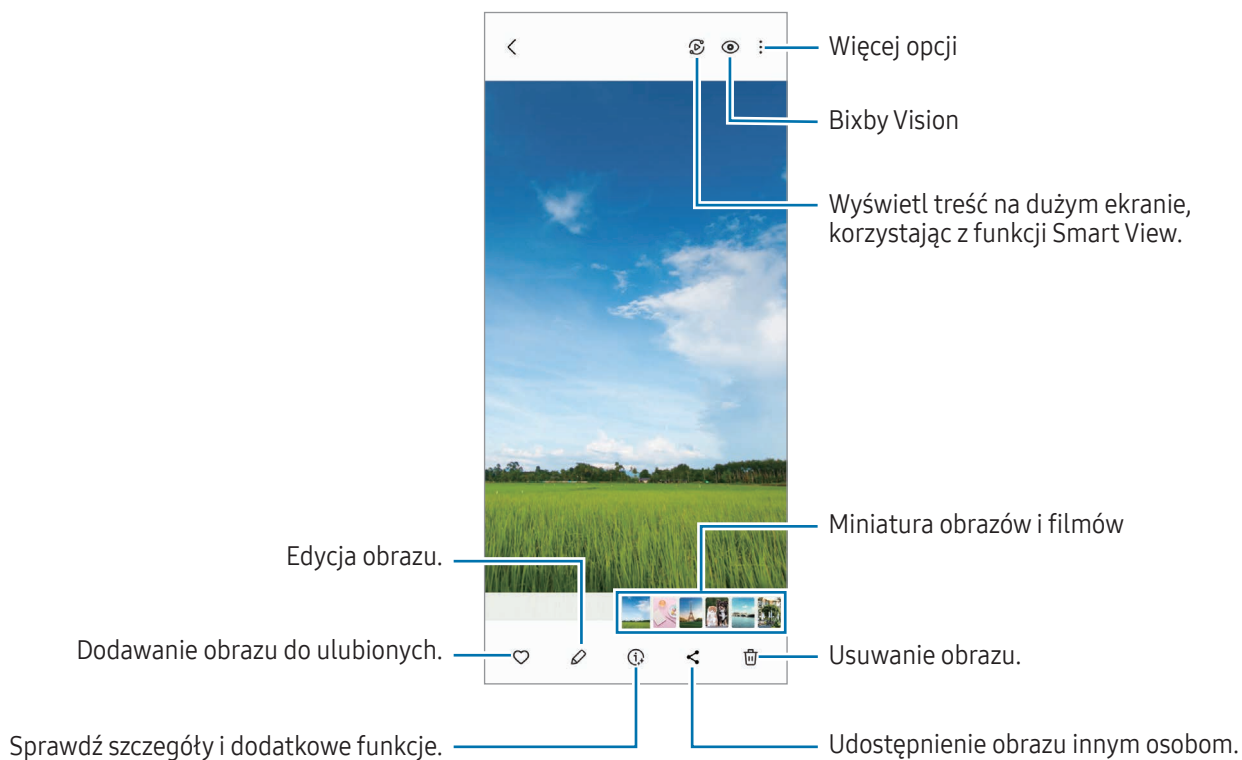 Więcej opcji
Bixby Vision
Wyświetl treść na dużym ekranie,
korzystając z funkcji Smart View.
Miniatura obrazów i filmów
Edycja obrazu.
Dodawanie obrazu do ulubionych.
Usuwanie obrazu.
Sprawdź szczegóły i dodatkowe funkcje.
Udostępnienie obrazu innym osobom.